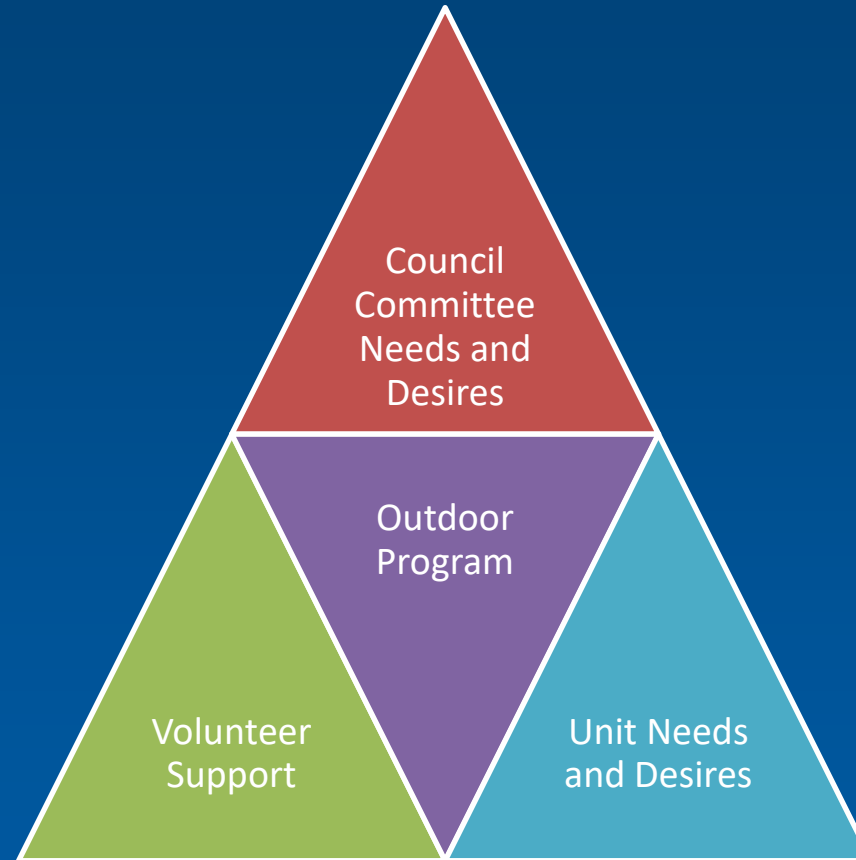 Council
Committee
Needs and
Desires
Outdoor
Program
Volunteer
Support
Unit Needs
and Desires